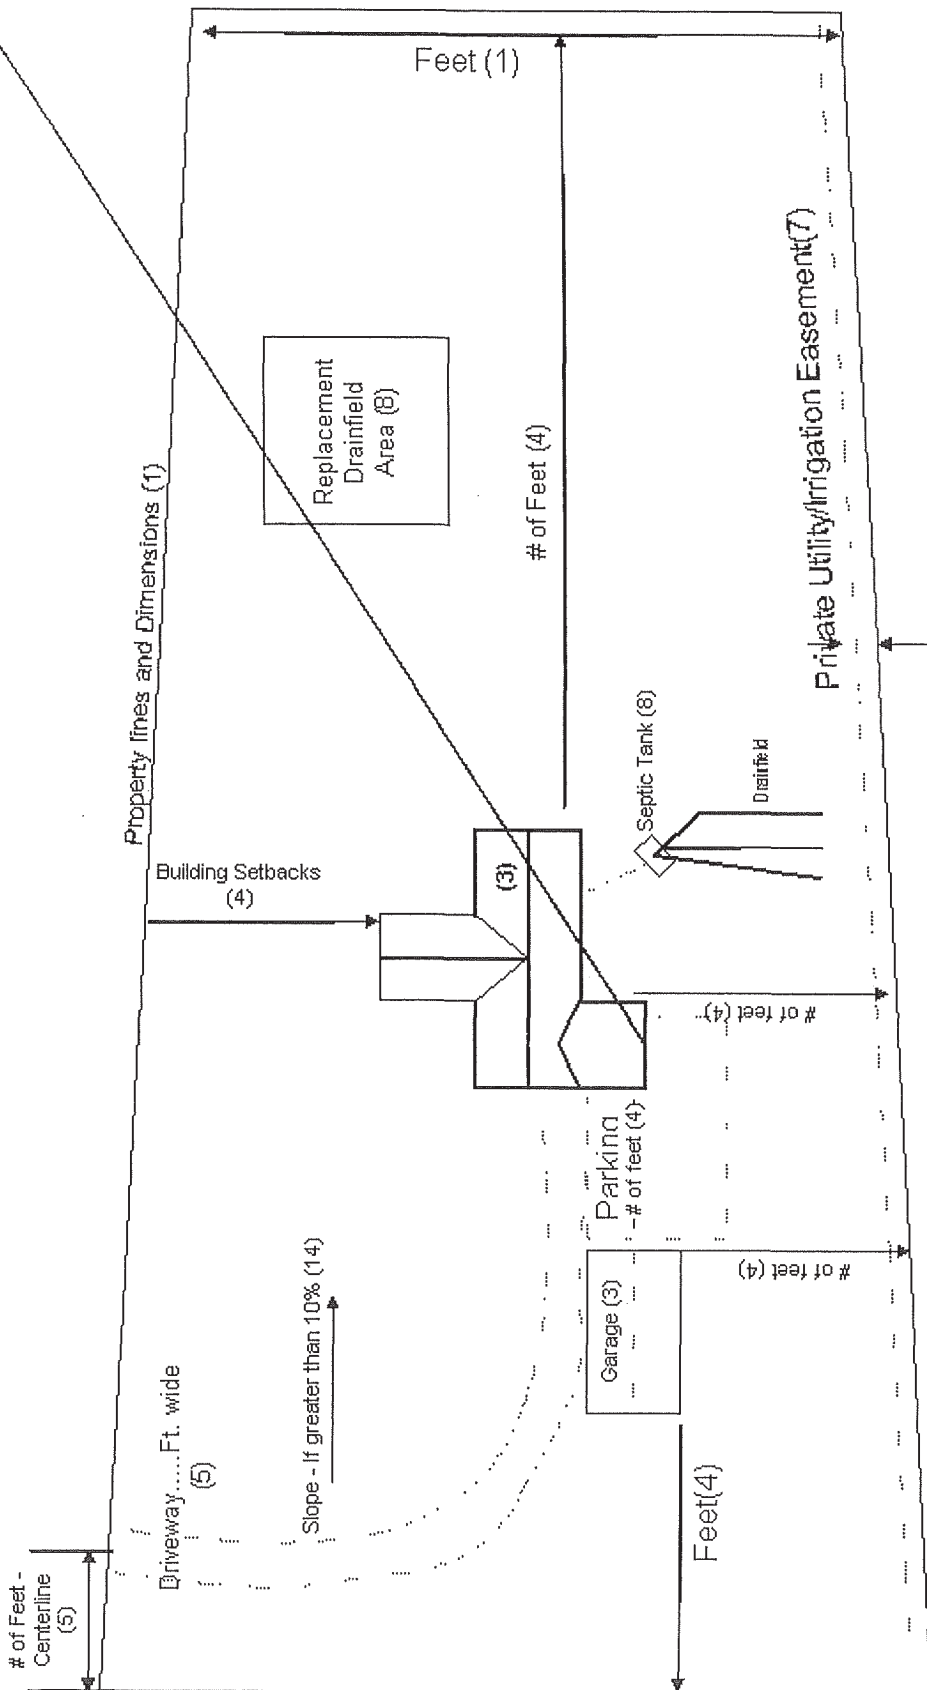 Feet (1)
Property lines and Dimensions (1)
Replacement
Drainfield
Area (8)
# of Feet (4)
Private Utility/Irrigation Easement(7)
Building Setbacks
(4)
(3)
Septic Tank (8)
Drainfield
# of feet (4)
Parking
# of feet (4)
Garage (3)
# of feet (4)
Slope - If greater than 10% (14)
Driveway.....Ft. wide
(5)
# of Feet -
Centerline
(5)
Feet(4)